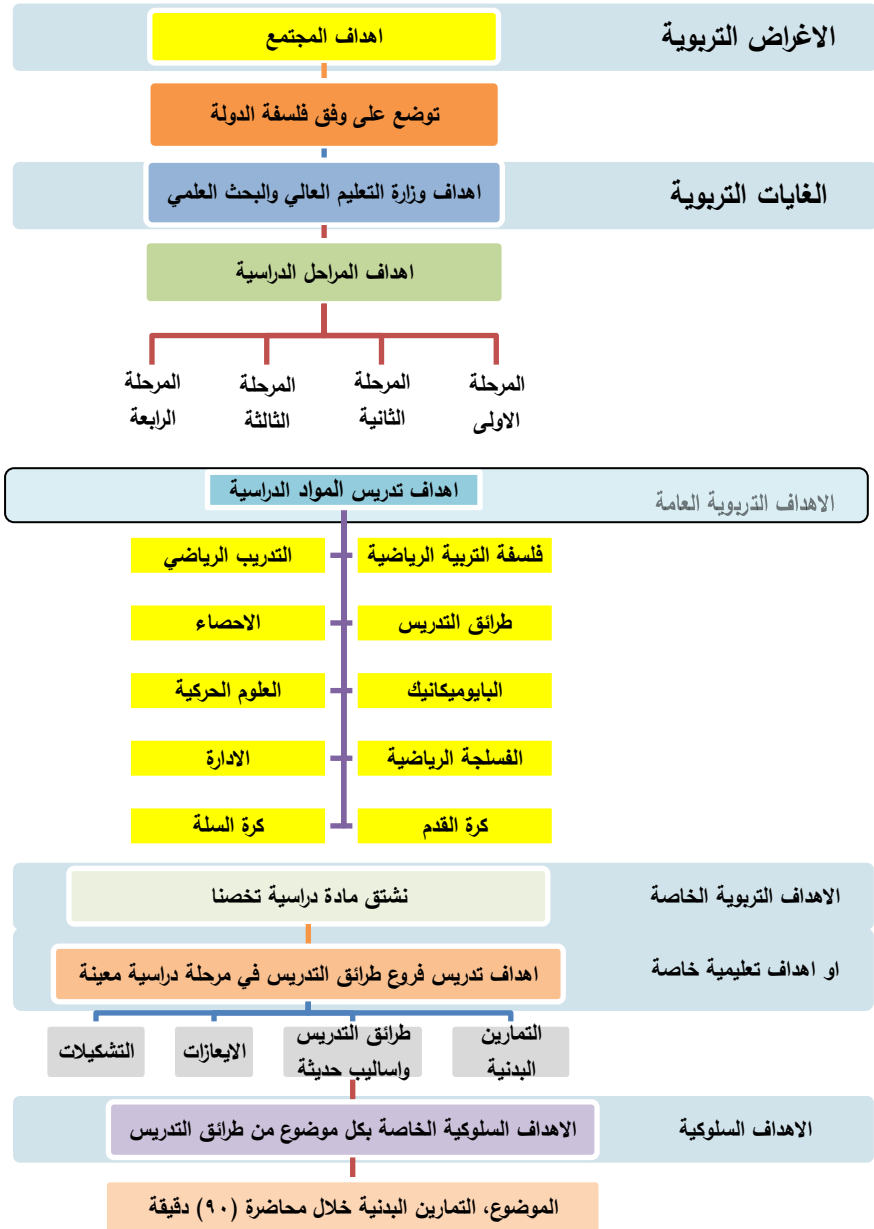 الاغراض التربوية
اهداف المجتمع
توضع على وفق فلسفة الدولة
الغايات التربوية
اهداف وزارة التعليم العالي والبحث العلمي
اهداف المراحل الدراسية
المرحلة
الاولى
المرحلة
الثانية
المرحلة
الثالثة
المرحلة
الرابعة
الاهداف التربوية العامة
اهداف تدريس المواد الدراسية
فلسفة التربية الرياضية
التدريب الرياضي
طرائق التدريس
الاحصاء
البايوميكانيك
العلوم الحركية
الفسلجة الرياضية
الادارة
كرة القدم
كرة السلة
الاهداف التربوية الخاصة
نشتق مادة دراسية تخصنا
او اهداف تعليمية خاصة
اهداف تدريس فروع طرائق التدريس في مرحلة دراسية معينة
التمارين
البدنية
طرائق التدريس
واساليب حديثة
الايعازات
التشكيلات
الاهداف السلوكية
الاهداف السلوكية الخاصة بكل موضوع من طرائق التدريس
الموضوع، التمارين البدنية خلال محاضرة (٩٠) دقيقة